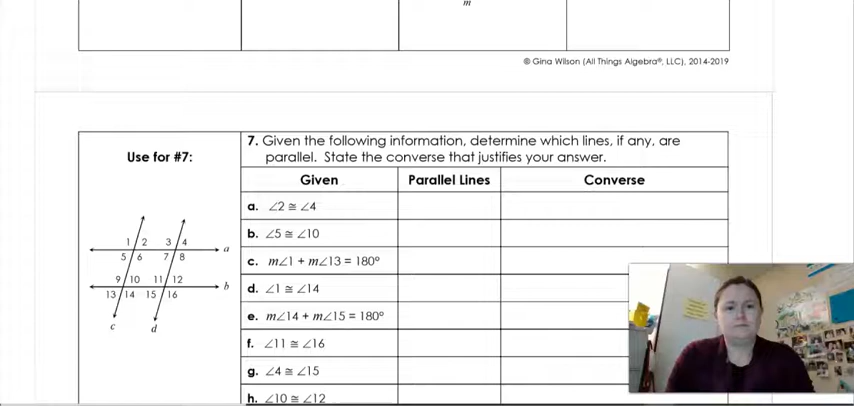 m
© Gina Wilson (All Things Algebra®, LLC), 2014-2019
Use for #7:
7. Given the following information, determine which lines, if any, are
parallel. State the converse that justifies your answer.
Given Parallel Lines Converse
a. ∠2 ≅ ∠4
b. ∠5 ≅ ∠10
c. m∠1 + m∠13 = 180°
d. ∠1 ≅ ∠14
e. m∠14 + m∠15 = 180°
f. ∠11 ≅ ∠16
g. ∠4 ≅ ∠15
h. ∠10 ≅ ∠12
1 2 3 4
a
5 6 7 8
9 10 11 12
b
13 14 15 16
c d